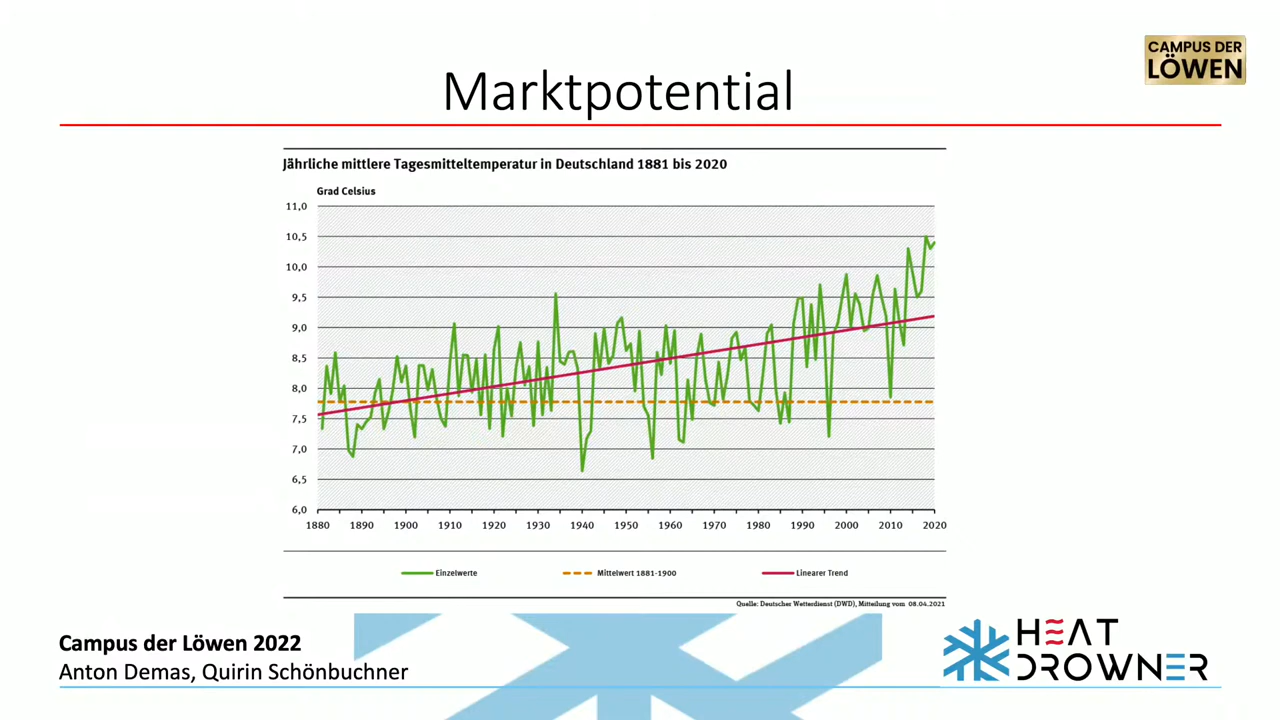 CAMPUS DER
LÖWEN
Marktpotential
Jährliche mittlere Tagesmitteltemperatur in Deutschland 1881 bis 2020
Grad Celsius
11,0
10,5
10,0
9,5
9,0
8,5
8,0
7,5
7,0
6,5
6,0
1880 1890 1900 1910 1920 1930 1940 1950 1960 1970 1980 1990 2000 2010 2020
Einzelwerte Mittelwert 1881-1900 Linearer Trend
Quelle: Deutscher Wetterdienst (DWD), Mitteilung vom 08.04.2021
Campus der Löwen 2022
Anton Demas, Quirin Schönbuchner
HEAT
DROWNER